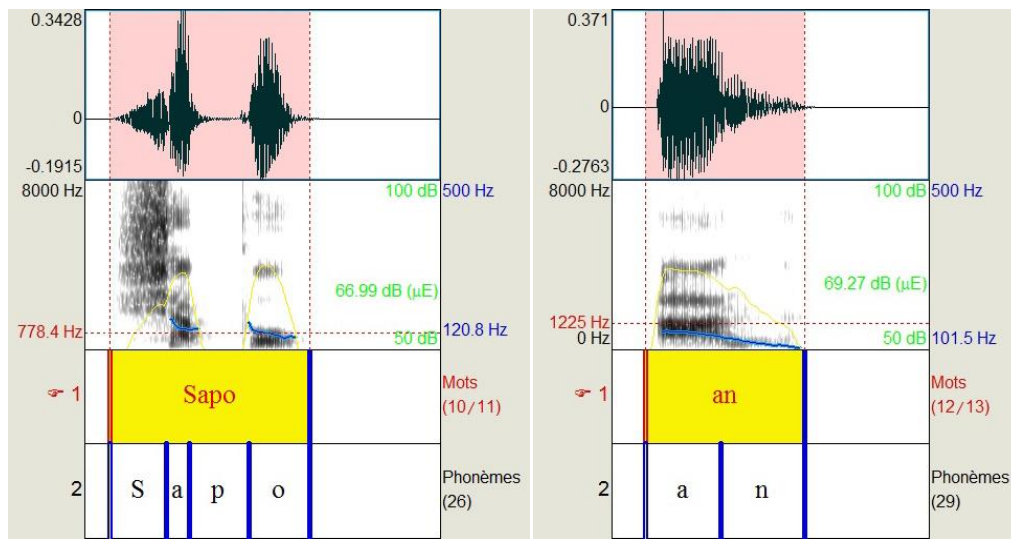 0.3428
0
-0.1915
8000 Hz
100 dB
500 Hz
66.99 dB (µE)
778.4 Hz
120.8 Hz
50 dB
☞ 1
Sapo
Mots
(10/11)
2
S a p o
Phonèmes
(26)
0.371
0
-0.2763
8000 Hz
100 dB
500 Hz
69.27 dB (µE)
1225 Hz
0 Hz
50 dB
101.5 Hz
☞ 1
an
Mots
(12/13)
2
a n
Phonèmes
(29)